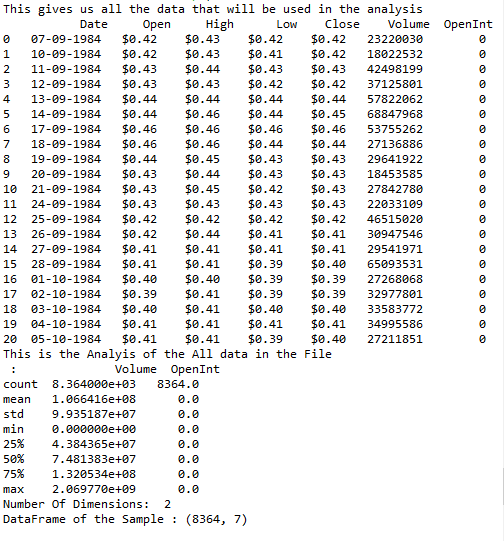 This gives us all the data that will be used in the analysis
Date Open High Low Close Volume OpenInt
0 07-09-1984 $0.42 $0.43 $0.42 $0.42 23220030 0
1 10-09-1984 $0.42 $0.43 $0.41 $0.42 18022532 0
2 11-09-1984 $0.43 $0.44 $0.43 $0.43 42498199 0
3 12-09-1984 $0.43 $0.43 $0.42 $0.42 37125801 0
4 13-09-1984 $0.44 $0.44 $0.44 $0.44 57822062 0
5 14-09-1984 $0.44 $0.46 $0.44 $0.45 68847968 0
6 17-09-1984 $0.46 $0.46 $0.46 $0.46 53755262 0
7 18-09-1984 $0.46 $0.46 $0.44 $0.44 27136886 0
8 19-09-1984 $0.44 $0.45 $0.43 $0.43 29641922 0
9 20-09-1984 $0.43 $0.44 $0.43 $0.43 18453585 0
10 21-09-1984 $0.43 $0.45 $0.42 $0.43 27842780 0
11 24-09-1984 $0.43 $0.43 $0.43 $0.43 22033109 0
12 25-09-1984 $0.42 $0.42 $0.42 $0.42 46515020 0
13 26-09-1984 $0.42 $0.44 $0.41 $0.41 30947546 0
14 27-09-1984 $0.41 $0.41 $0.41 $0.41 29541971 0
15 28-09-1984 $0.41 $0.41 $0.39 $0.40 65093531 0
16 01-10-1984 $0.40 $0.40 $0.39 $0.39 27268068 0
17 02-10-1984 $0.39 $0.41 $0.39 $0.39 32977801 0
18 03-10-1984 $0.40 $0.41 $0.40 $0.40 33583772 0
19 04-10-1984 $0.41 $0.41 $0.41 $0.41 34995586 0
20 05-10-1984 $0.41 $0.41 $0.39 $0.40 27211851 0
This is the Analyis of the All data in the File
: Volume OpenInt
count 8.364000e+03 8364.0
mean 1.066416e+08 0.0
std 9.935187e+07 0.0
min 0.000000e+00 0.0
25% 4.384365e+07 0.0
50% 7.481383e+07 0.0
75% 1.320534e+08 0.0
max 2.069770e+09 0.0
Number Of Dimensions: 2
DataFrame of the Sample : (8364, 7)